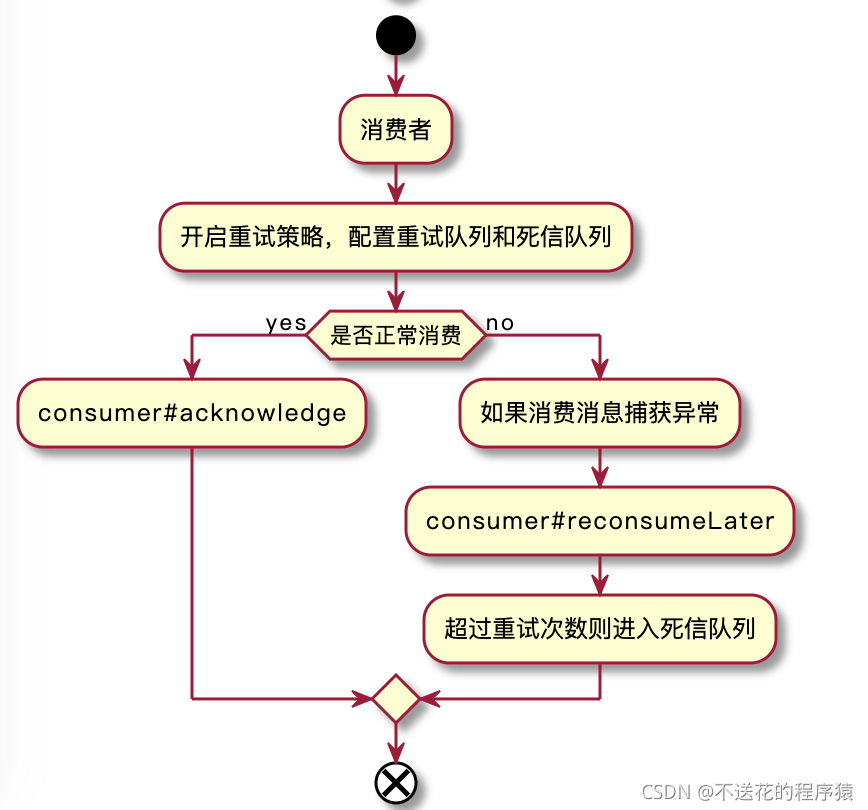 消费者
开启重试策略，配置重试队列和死信队列
yes
是否正常消费
no
consumer#acknowledge
如果消费消息捕获异常
consumer#reconsumeLater
超过重试次数则进入死信队列
CSDN @不送花的程序猿